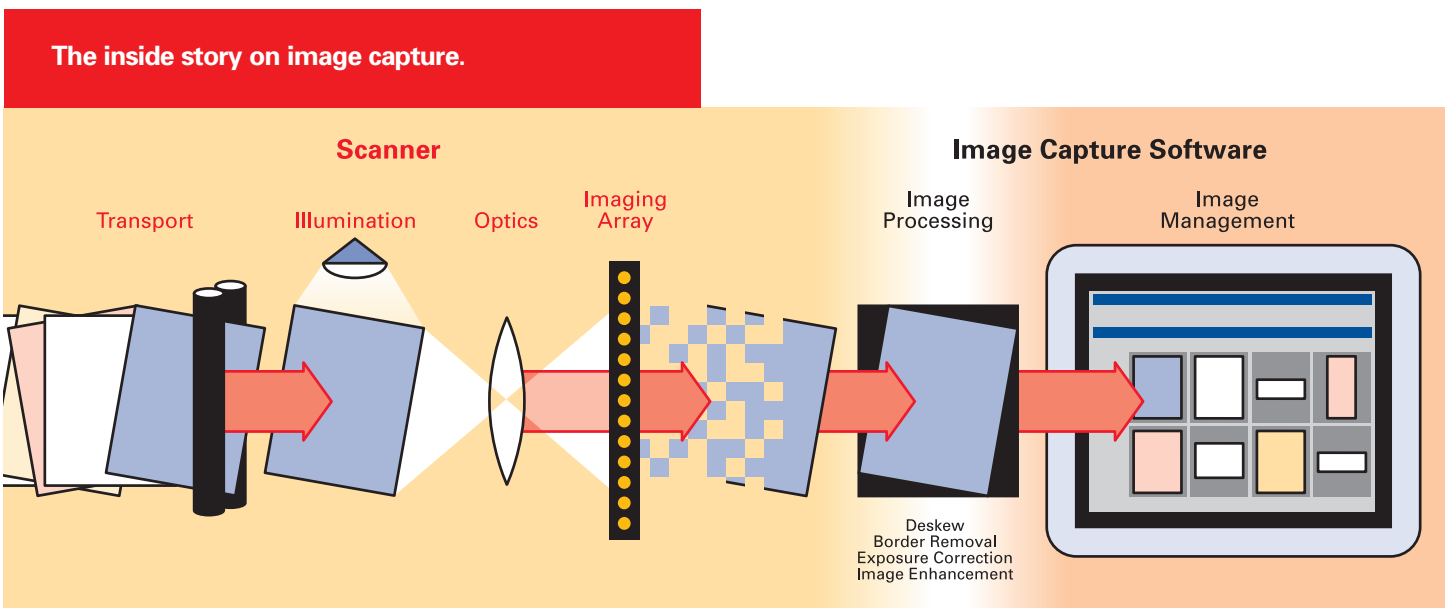 The inside story on image capture.
Scanner
Image Capture Software
Transport
Illumination
Optics
Imaging
Array
Image
Processing
Image
Management
Deskew
Border Removal
Exposure Correction
Image Enhancement